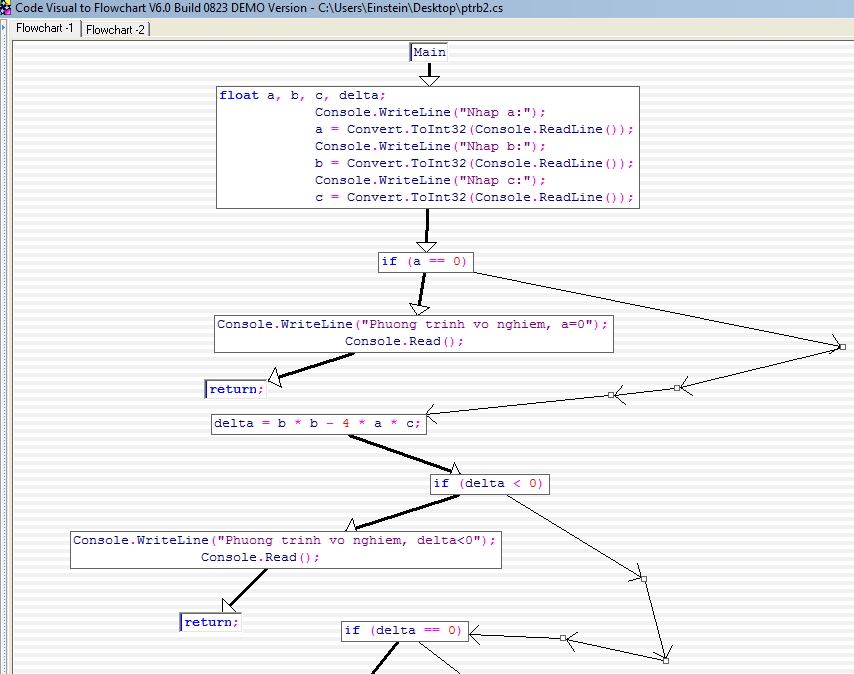 Code Visual to Flowchart V6.0 Build 0823 DEMO Version - C:\Users\Einstein\Desktop\ptrb2.cs
Flowchart -1 Flowchart -2
Main
float a, b, c, delta;
Console.WriteLine("Nhap a:");
a = Convert.ToInt32(Console.ReadLine());
Console.WriteLine("Nhap b:");
b = Convert.ToInt32(Console.ReadLine());
Console.WriteLine("Nhap c:");
c = Convert.ToInt32(Console.ReadLine());
if (a == 0)
Console.WriteLine("Phuong trinh vo nghiem, a=0");
Console.Read();
return;
delta = b * b - 4 * a * c;
if (delta < 0)
Console.WriteLine("Phuong trinh vo nghiem, delta<0");
Console.Read();
return;
if (delta == 0)